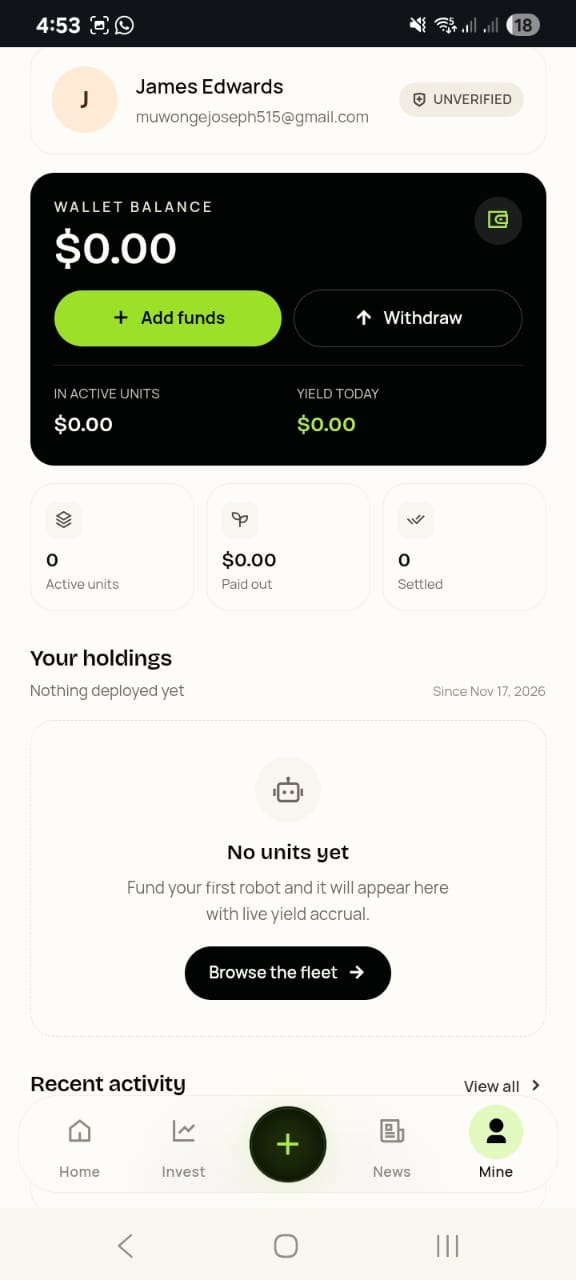 4:53
18
J
James Edwards
muwongejoseph515@gmail.com
UNVERIFIED
WALLET BALANCE
$0.00
+ Add funds
Withdraw
IN ACTIVE UNITS
YIELD TODAY
$0.00
$0.00
0
$0.00
0
Active units
Paid out
Settled
Your holdings
Nothing deployed yet
Since Nov 17, 2026
No units yet
Fund your first robot and it will appear here
with live yield accrual.
Browse the fleet →
Recent activity
View all >
Home
Invest
News
Mine